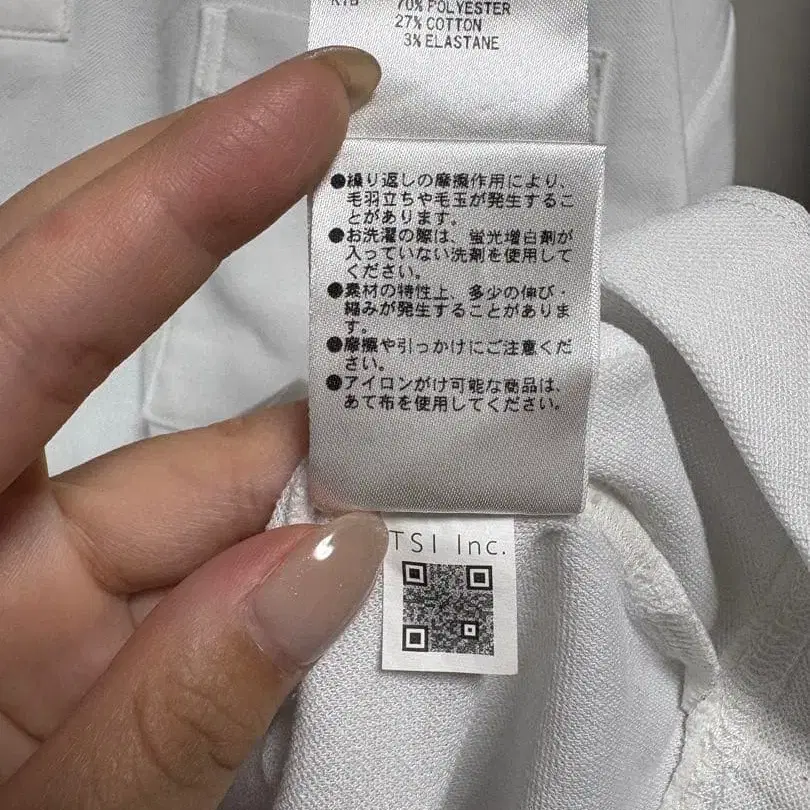 RIB 70% POLYESTER
27% COTTON
3% ELASTANE
●繰り返しの摩擦作用により、
毛羽立ちや毛玉が発生するこ
とがあります。
●お洗濯の際は、蛍光増白剤が
入っていない洗剤を使用して
ください。
●素材の特性上、多少の伸び・
縮みが発生することがありま
す。
●摩擦や引っかけにご注意くだ
さい。
●アイロンがけ可能な商品は、
あて布を使用してください。
TSI Inc.